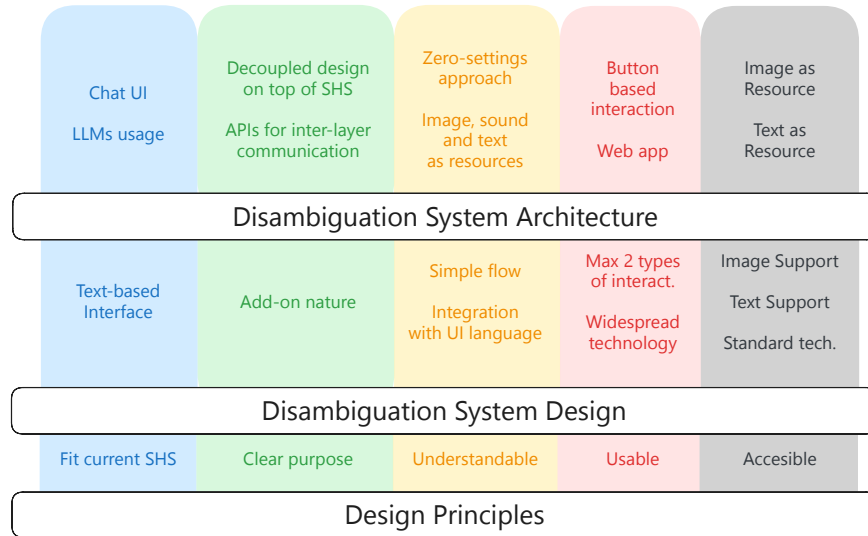 Chat UI
LLMs usage
Decoupled design
on top of SHS
APIs for inter-layer
communication
Zero-settings
approach
Image, sound
and text
as resources
Button
based
interaction
Web app
Image as
Resource
Text as
Resource
Disambiguation System Architecture
Text-based
Interface
Add-on nature
Simple flow
Integration
with UI language
Max 2 types
of interact.
Widespread
technology
Image Support
Text Support
Standard tech.
Disambiguation System Design
Fit current SHS
Clear purpose
Understandable
Usable
Accesible
Design Principles